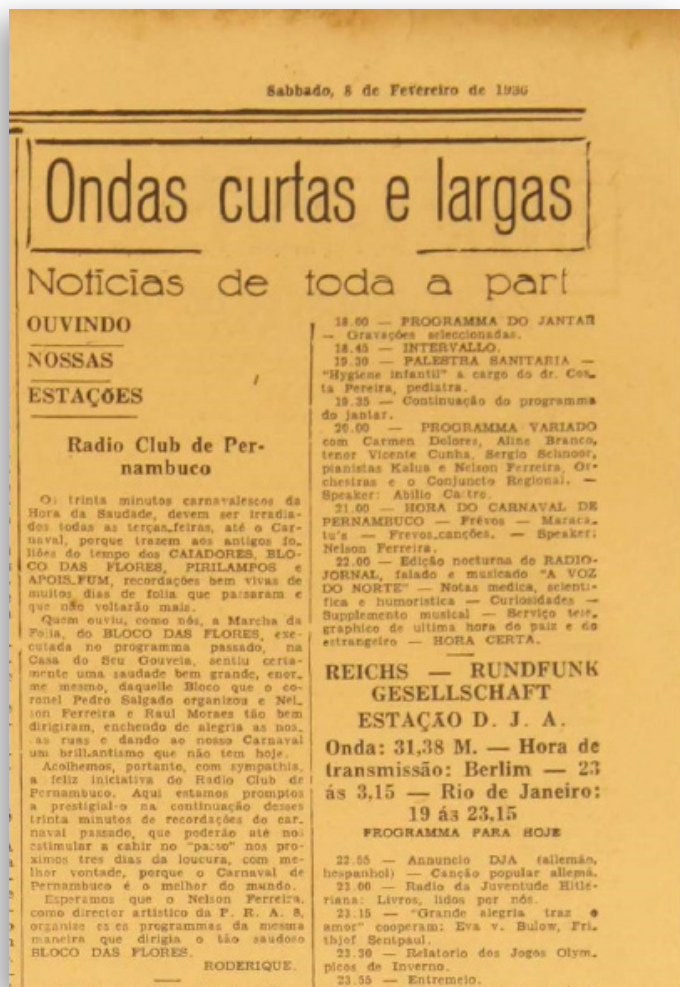 Sabbado, 8 de Fevereiro de 1936
Ondas curtas e largas
Notícias de toda a part
OUVINDO
NOSSAS
ESTAÇÕES
Radio Club de Per-
nambuco
Os trinta minutos carnavalescos da
Hora da Saudade, devem ser irradia-
dos todas as terças-feiras, até o Car-
naval, porque trazem aos antigos fo-
liões do tempo dos CAIADORES, BLO-
CO DAS FLORES, PIRILAMPOS e
APOIS.FUM, recordações bem vivas de
muitos dias de folia que passaram e
que não voltarão mais.
Quem ouviu, como nós, a Marcha da
Folia, do BLOCO DAS FLORES, exe-
cutada no programma passado, na
Casa do Seu Gouveia, sentiu certa-
mente uma saudade bem grande, enor-
me mesmo, daquelle Bloco que o co-
ronel Pedro Salgado organizou e Nel-
son Ferreira e Raul Moraes tão bem
dirigiram, enchendo de alegria as nos-
as ruas e dando ao nosso Carnaval
um brilhantismo que não tem hoje.
Acolhemos, portanto, com sympathia,
a feliz iniciativa do Radio Club de
Pernambuco. Aqui estamos promptos
a prestigial-o na continuação desses
trinta minutos de recordações do car-
naval passado, que poderão até nos
estimular a cahir no "passo" nos pro-
ximos tres dias da loucura, com me-
lhor vontade, porque o Carnaval de
Pernambuco é o melhor do mundo.
Esperamos que o Nelson Ferreira,
como director artistico da P. R. A. 8,
organize esses programmas da mesma
maneira que dirigia o tão saudoso
BLOCO DAS FLORES.
RODERIQUE.
18.00 — PROGRAMMA DO JANTAR
— Gravações seleccionadas.
18.45 — INTERVALLO.
19.30 — PALESTRA SANITARIA —
"Hygiene infantil" a cargo do dr. Cos-
ta Pereira, pediatra.
19.35 — Continuação do programma
do jantar.
20.00 — PROGRAMMA VARIADO
com Carmen Dolores, Aline Branco,
tenor Vicente Cunha, Sergio Schnoor,
pianistas Kalua e Nelson Ferreira, Or-
chestras e o Conjuncto Regional. —
Speaker: Abilio Castro.
21.00 — HORA DO CARNAVAL DE
PERNAMBUCO — Frêvos — Maraca-
tu's — Frevos-canções. — Speaker:
Nelson Ferreira.
22.00 — Edição nocturna do RADIO-
JORNAL, falado e musicado "A VOZ
DO NORTE" — Notas medica, scienti-
fica e humoristica — Curiosidades —
Supplemento musical — Serviço tele-
graphico de ultima hora do paiz e do
estrangeiro — HORA CERTA.
REICHS — RUNDFUNK
GESELLSCHAFT
ESTAÇÃO D. J. A.
Onda: 31,38 M. — Hora de
transmissão: Berlim — 23
ás 3,15 — Rio de Janeiro:
19 ás 23,15
PROGRAMMA PARA HOJE
22.55 — Annuncio DJA (allemão,
hespanhol) — Canção popular allemã.
23.00 — Radio da Juventude Hitle-
riana: Livros, lidos por nós.
23.15 — "Grande alegria traz o
amor" cooperam: Eva v. Bulow, Fri-
thjof Sentpaul.
23.30 — Relatorio dos Jogos Olym-
picos de Inverno.
23.55 — Entremeio.